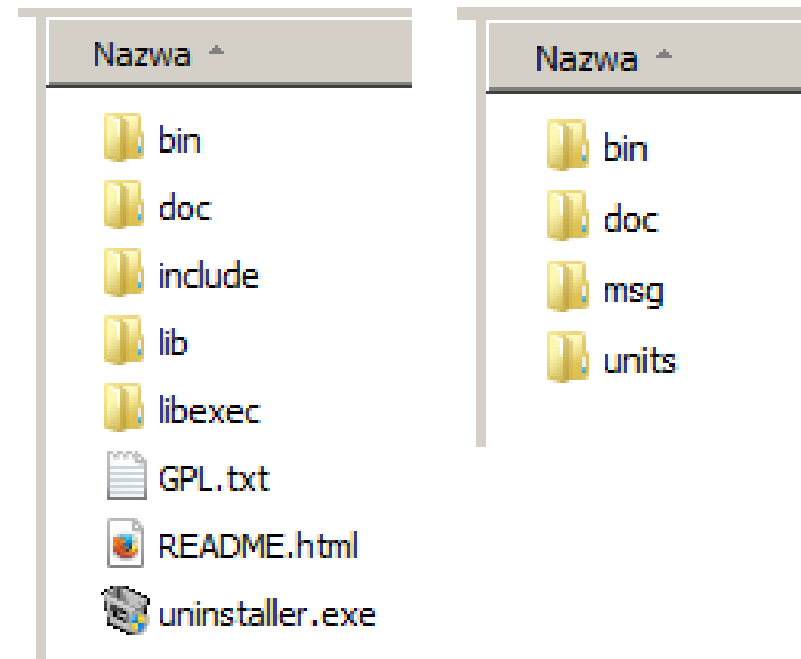 Nazwa
bin
doc
include
lib
libexec
GPL.txt
README.html
uninstaller.exe
Nazwa
bin
doc
msg
units